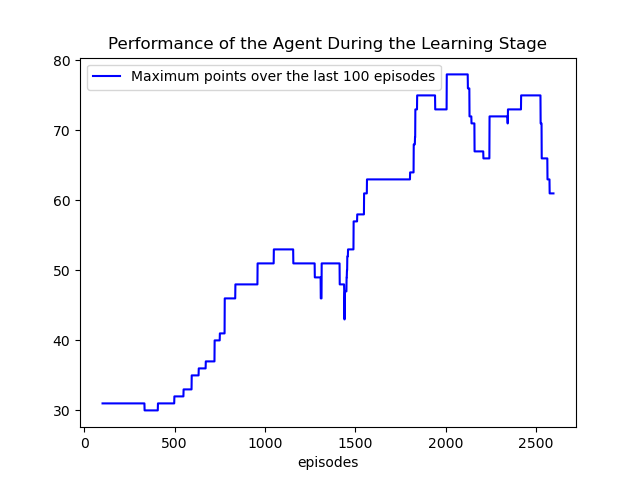 Performance of the Agent During the Learning Stage
Maximum points over the last 100 episodes
80
70
60
50
40
30
0 500 1000 1500 2000 2500
episodes